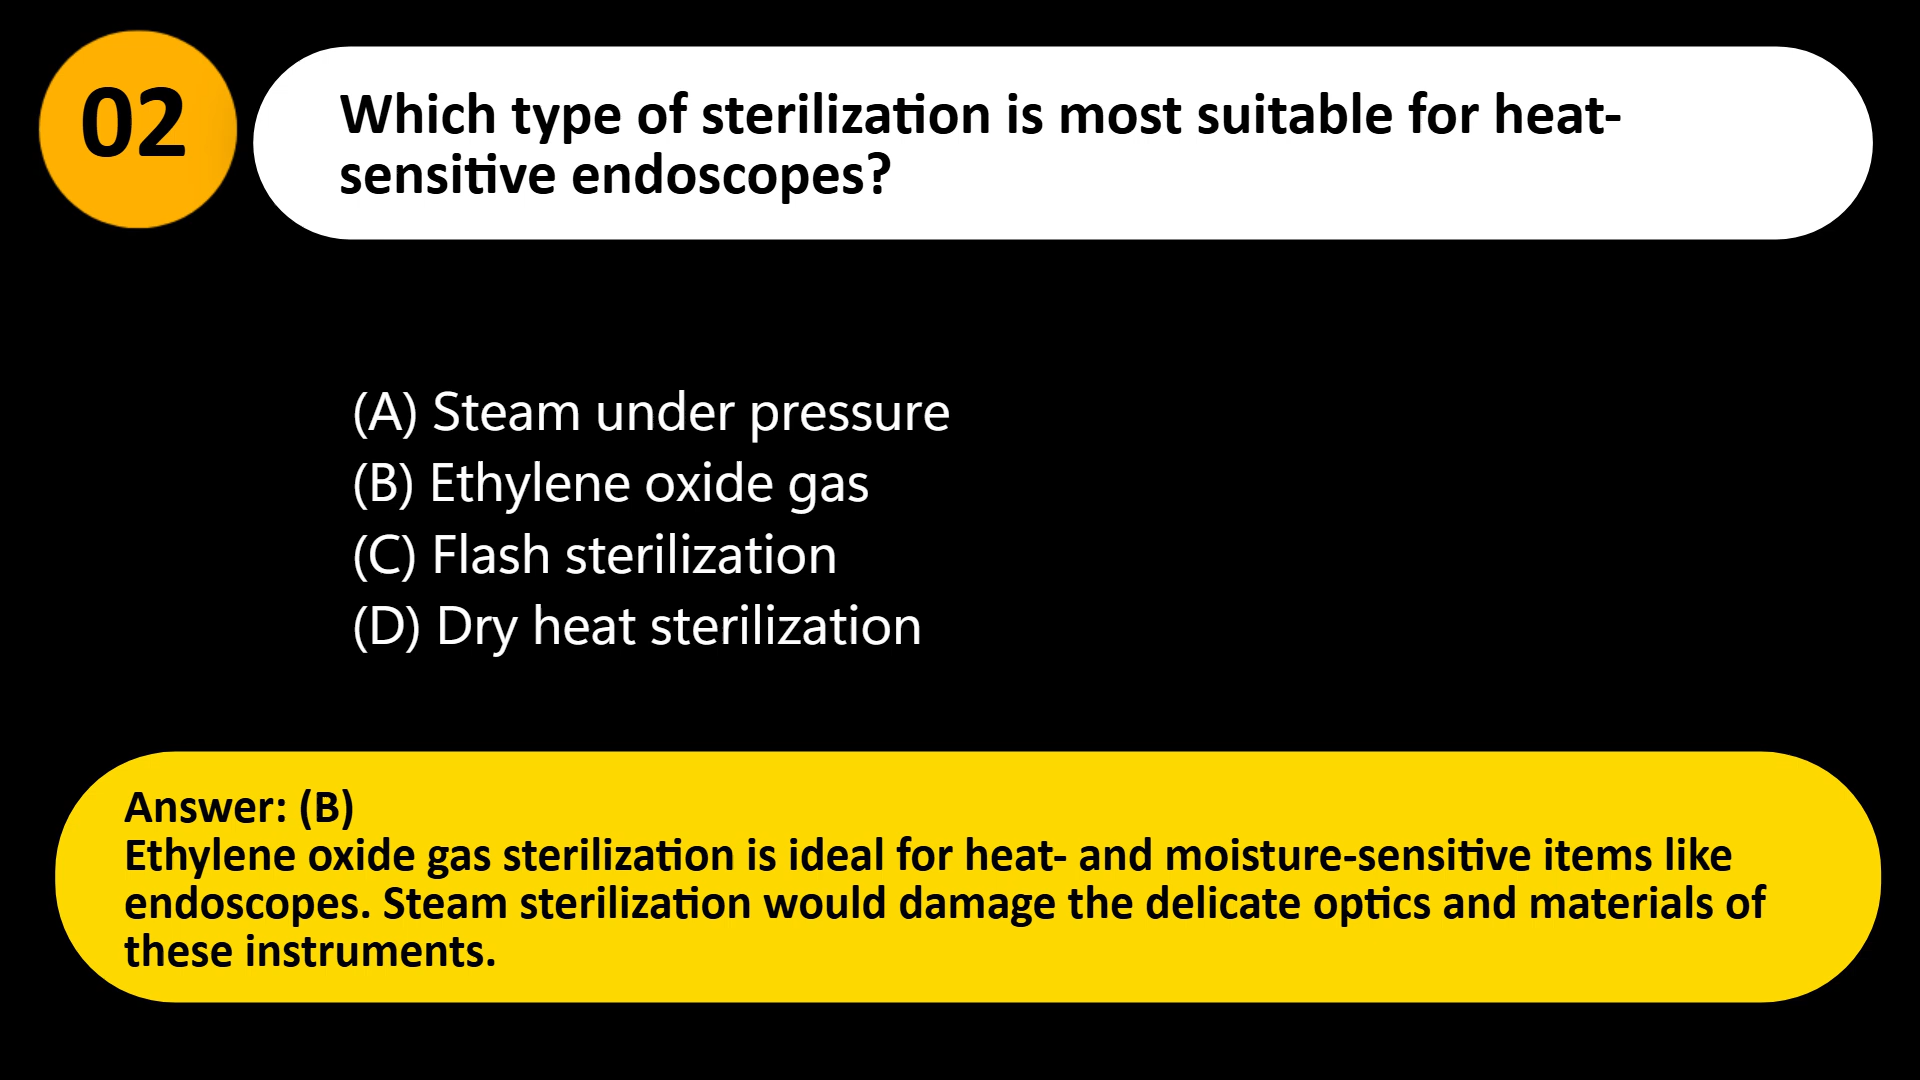 02
Which type of sterilization is most suitable for heat-
sensitive endoscopes?
(A) Steam under pressure
(B) Ethylene oxide gas
(C) Flash sterilization
(D) Dry heat sterilization
Answer: (B)
Ethylene oxide gas sterilization is ideal for heat- and moisture-sensitive items like
endoscopes. Steam sterilization would damage the delicate optics and materials of
these instruments.